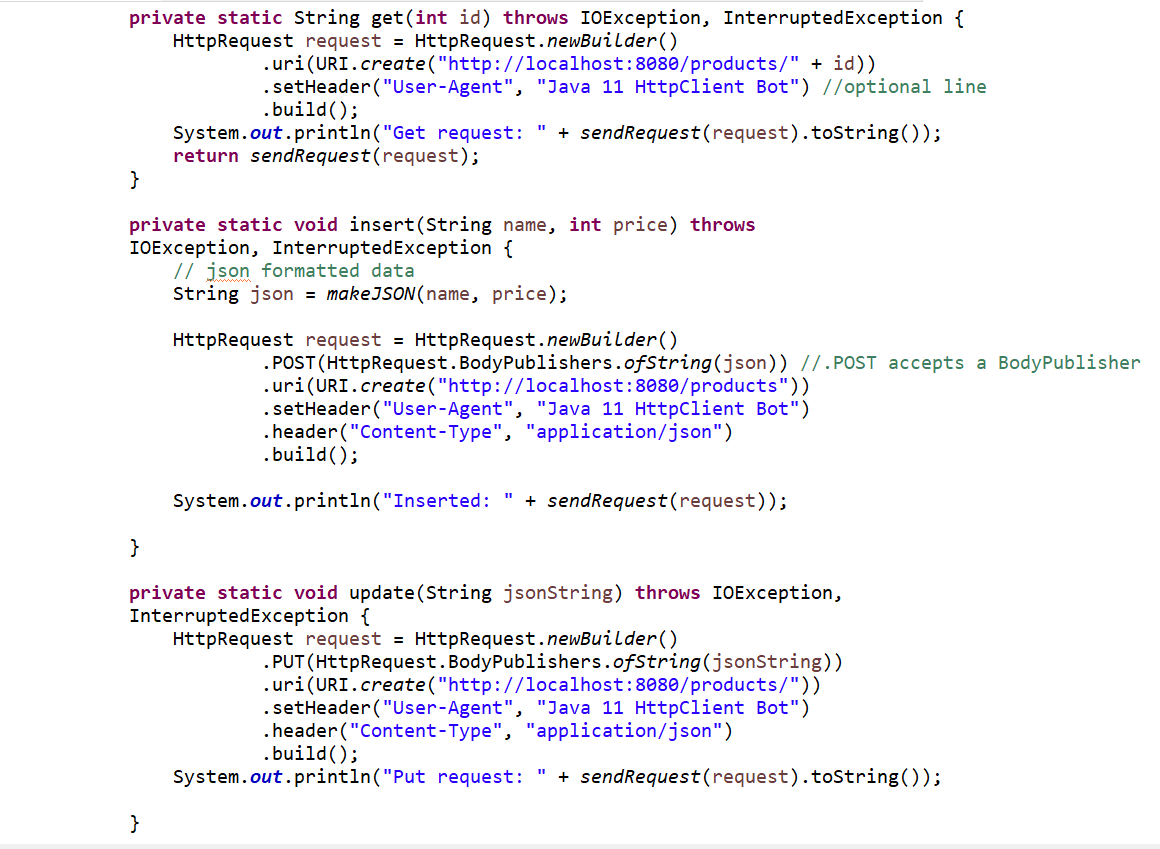 private static String get(int id) throws IOException, InterruptedException {
    HttpRequest request = HttpRequest.newBuilder()
            .uri(URI.create("http://localhost:8080/products/" + id))
            .setHeader("User-Agent", "Java 11 HttpClient Bot") //optional line
            .build();
    System.out.println("Get request: " + sendRequest(request).toString());
    return sendRequest(request);
}

private static void insert(String name, int price) throws
IOException, InterruptedException {
    // json formatted data
    String json = makeJSON(name, price);

    HttpRequest request = HttpRequest.newBuilder()
            .POST(HttpRequest.BodyPublishers.ofString(json)) //.POST accepts a BodyPublisher
            .uri(URI.create("http://localhost:8080/products"))
            .setHeader("User-Agent", "Java 11 HttpClient Bot")
            .header("Content-Type", "application/json")
            .build();

    System.out.println("Inserted: " + sendRequest(request));

}

private static void update(String jsonString) throws IOException,
InterruptedException {
    HttpRequest request = HttpRequest.newBuilder()
            .PUT(HttpRequest.BodyPublishers.ofString(jsonString))
            .uri(URI.create("http://localhost:8080/products/"))
            .setHeader("User-Agent", "Java 11 HttpClient Bot")
            .header("Content-Type", "application/json")
            .build();
    System.out.println("Put request: " + sendRequest(request).toString());

}